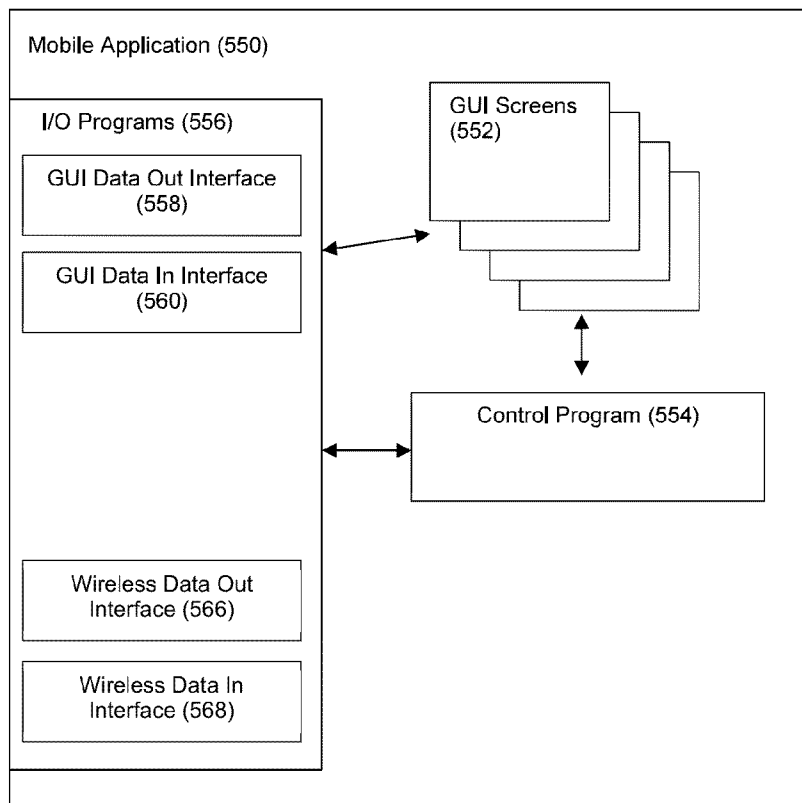 Mobile Application (550)
I/O Programs (556)
GUI Data Out Interface
(558)
GUI Data In Interface
(560)
Wireless Data Out
Interface (566)
Wireless Data In
Interface (568)
GUI Screens
(552)
Control Program (554)